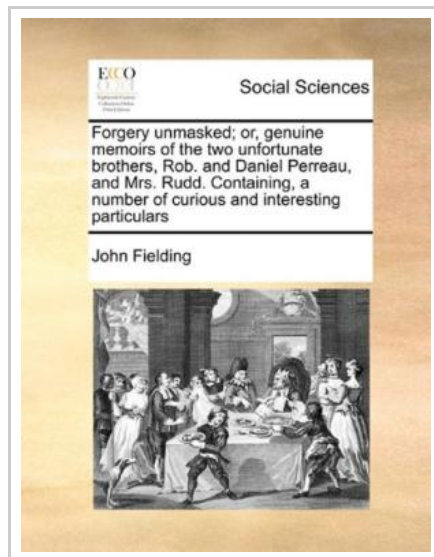 ECCO
Social Sciences
Forgery unmasked; or, genuine
memoirs of the two unfortunate
brothers, Rob. and Daniel Perreau,
and Mrs. Rudd. Containing, a
number of curious and interesting
particulars
John Fielding